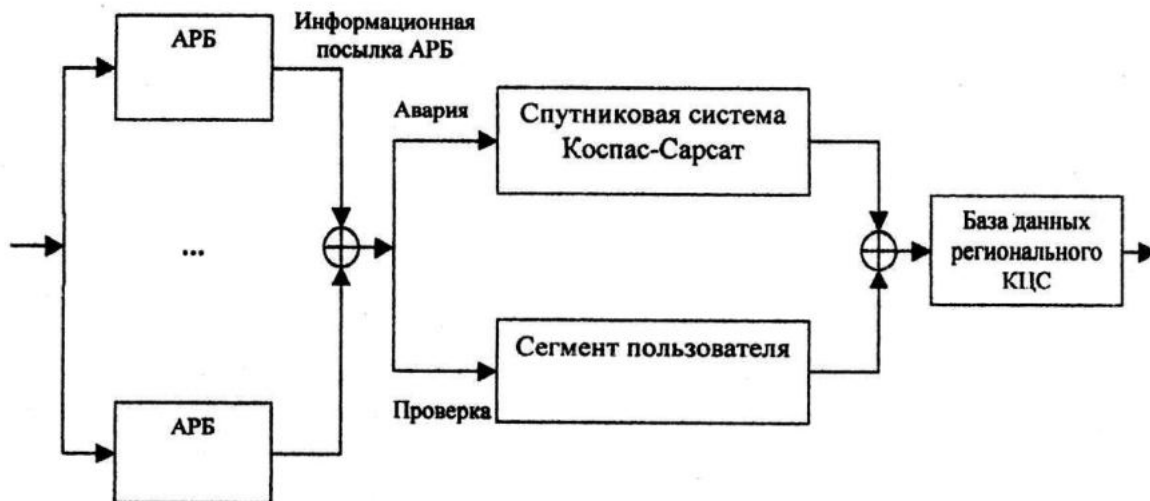 АРБ
Информационная
посылка АРБ
Авария
Спутниковая система
Коспас-Сарсат
...
База данных
регионального
КЦС
Сегмент пользователя
Проверка
АРБ